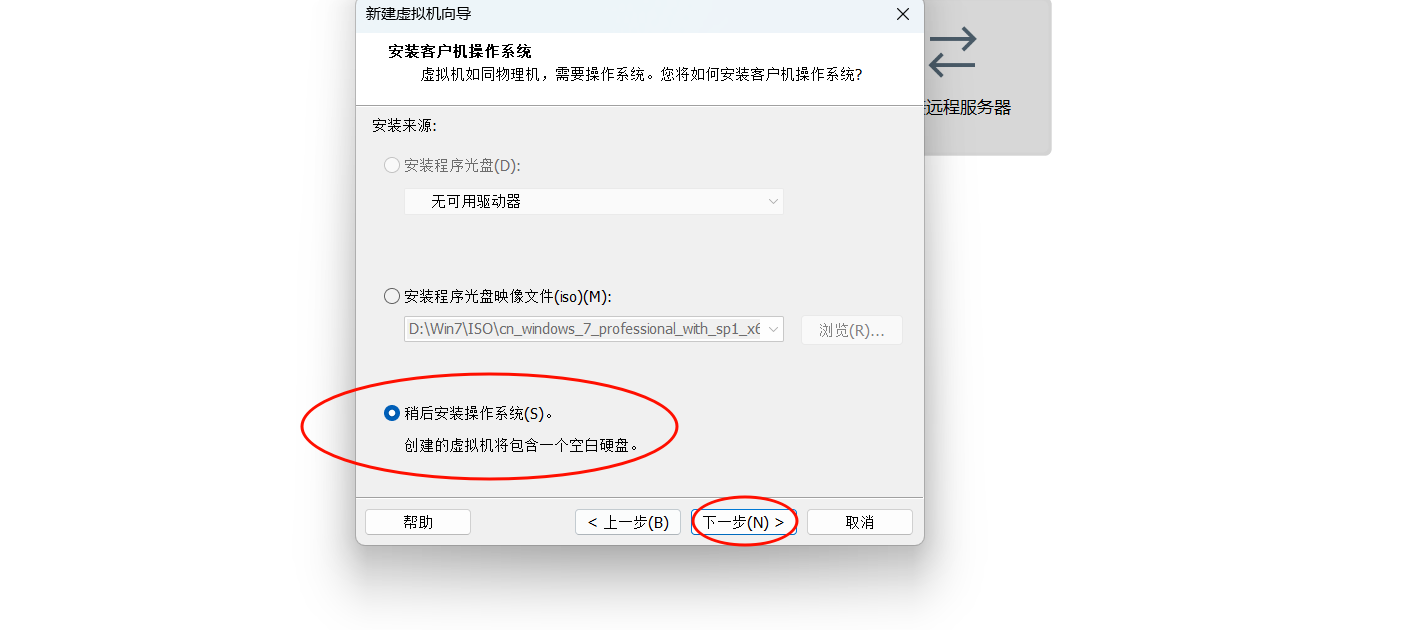 新建虚拟机向导
安装客户机操作系统
虚拟机如同物理机，需要操作系统。您将如何安装客户机操作系统?
远程服务器
安装来源:
安装程序光盘(D):
无可用驱动器
安装程序光盘映像文件(iso)(M):
D:\Win7\ISO\cn_windows_7_professional_with_sp1_x6
浏览(R)...
稍后安装操作系统(S)。
创建的虚拟机将包含一个空白硬盘。
帮助
< 上一步(B)
下一步(N) >
取消